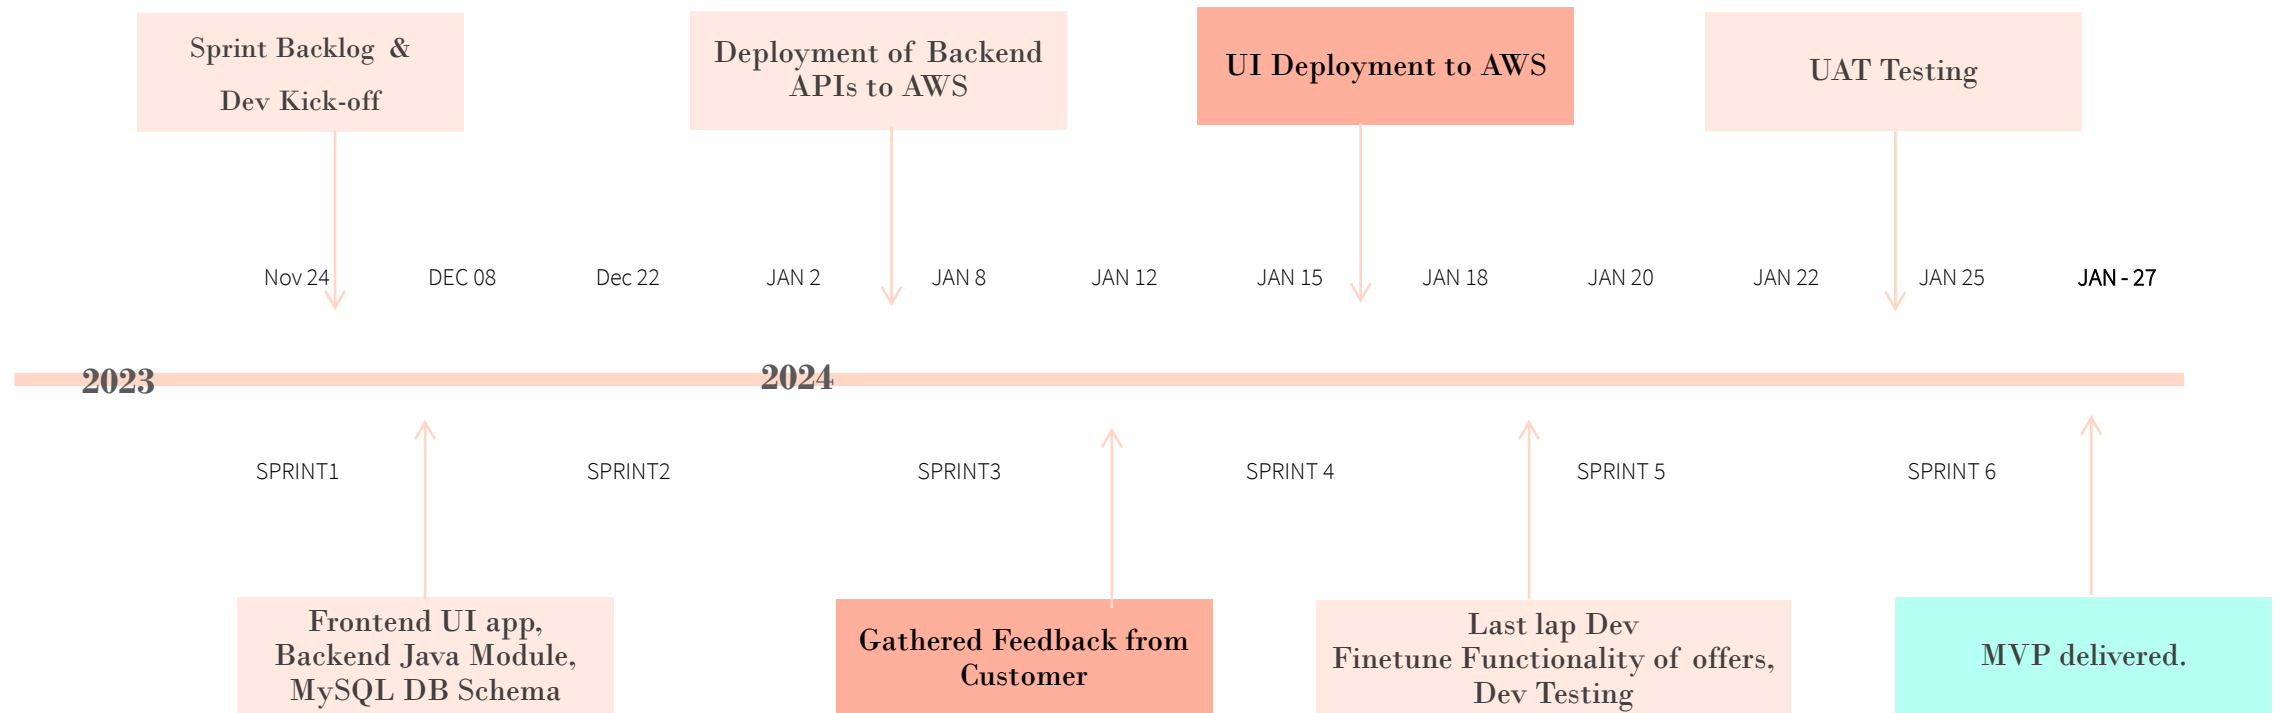 Sprint Backlog &
Dev Kick-off
Deployment of Backend
APIs to AWS
UI Deployment to AWS
UAT Testing
Nov 24
DEC 08
Dec 22
JAN 2
JAN 8
JAN 12
JAN 15
JAN 18
JAN 20
JAN 22
JAN 25
JAN - 27
2023
2024
SPRINT1
SPRINT2
SPRINT3
SPRINT 4
SPRINT 5
SPRINT 6
Frontend UI app,
Backend Java Module,
MySQL DB Schema
Gathered Feedback from
Customer
Last lap Dev
Finetune Functionality of offers,
Dev Testing
MVP delivered.